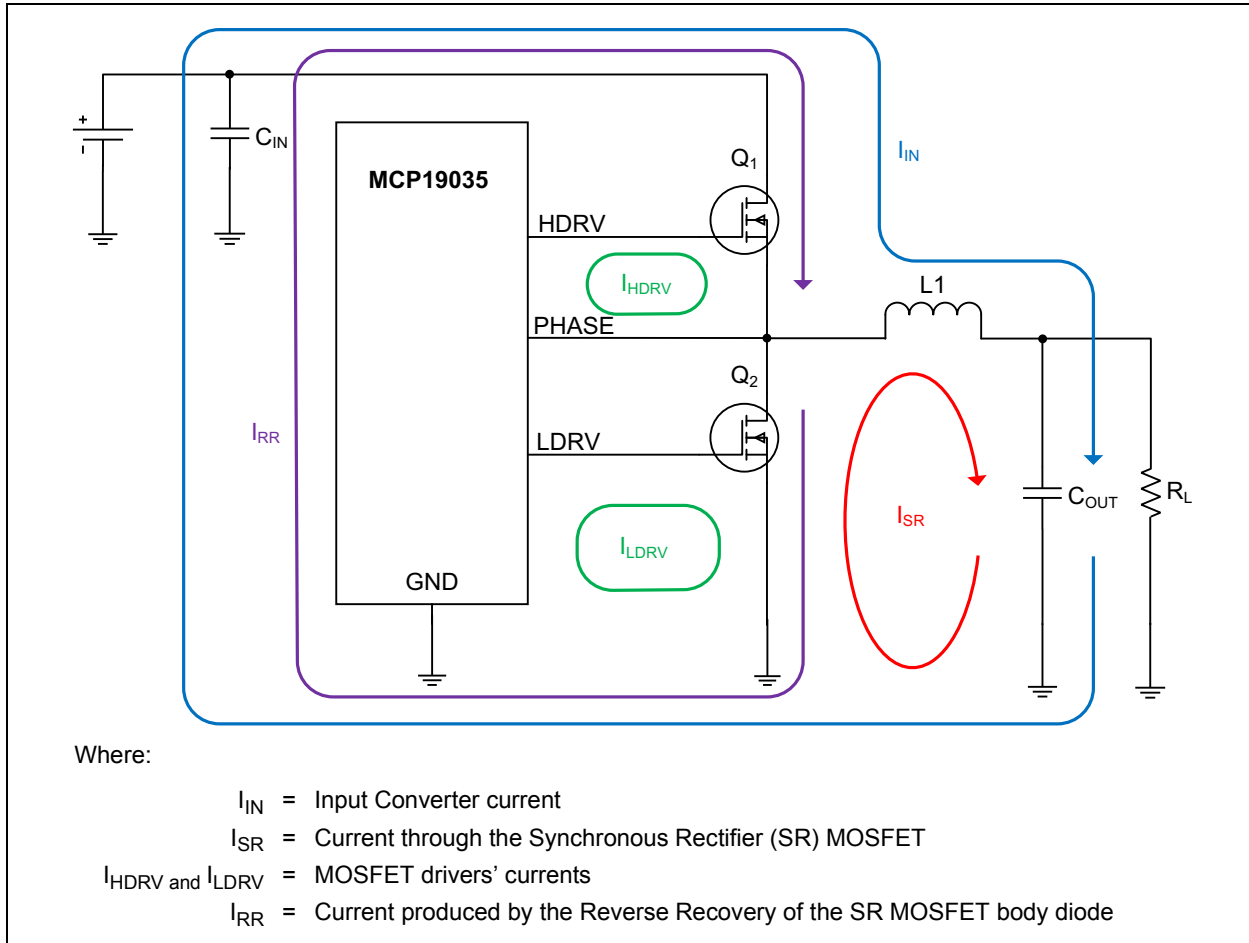 +
-
C_IN
MCP19035
HDRV
PHASE
LDRV
GND
Q_1
I_IN
I_HDRV
L1
Q_2
I_RR
I_LDRV
I_SR
C_OUT
R_L
Where:
I_IN = Input Converter current
I_SR = Current through the Synchronous Rectifier (SR) MOSFET
I_HDRV and I_LDRV = MOSFET drivers’ currents
I_RR = Current produced by the Reverse Recovery of the SR MOSFET body diode